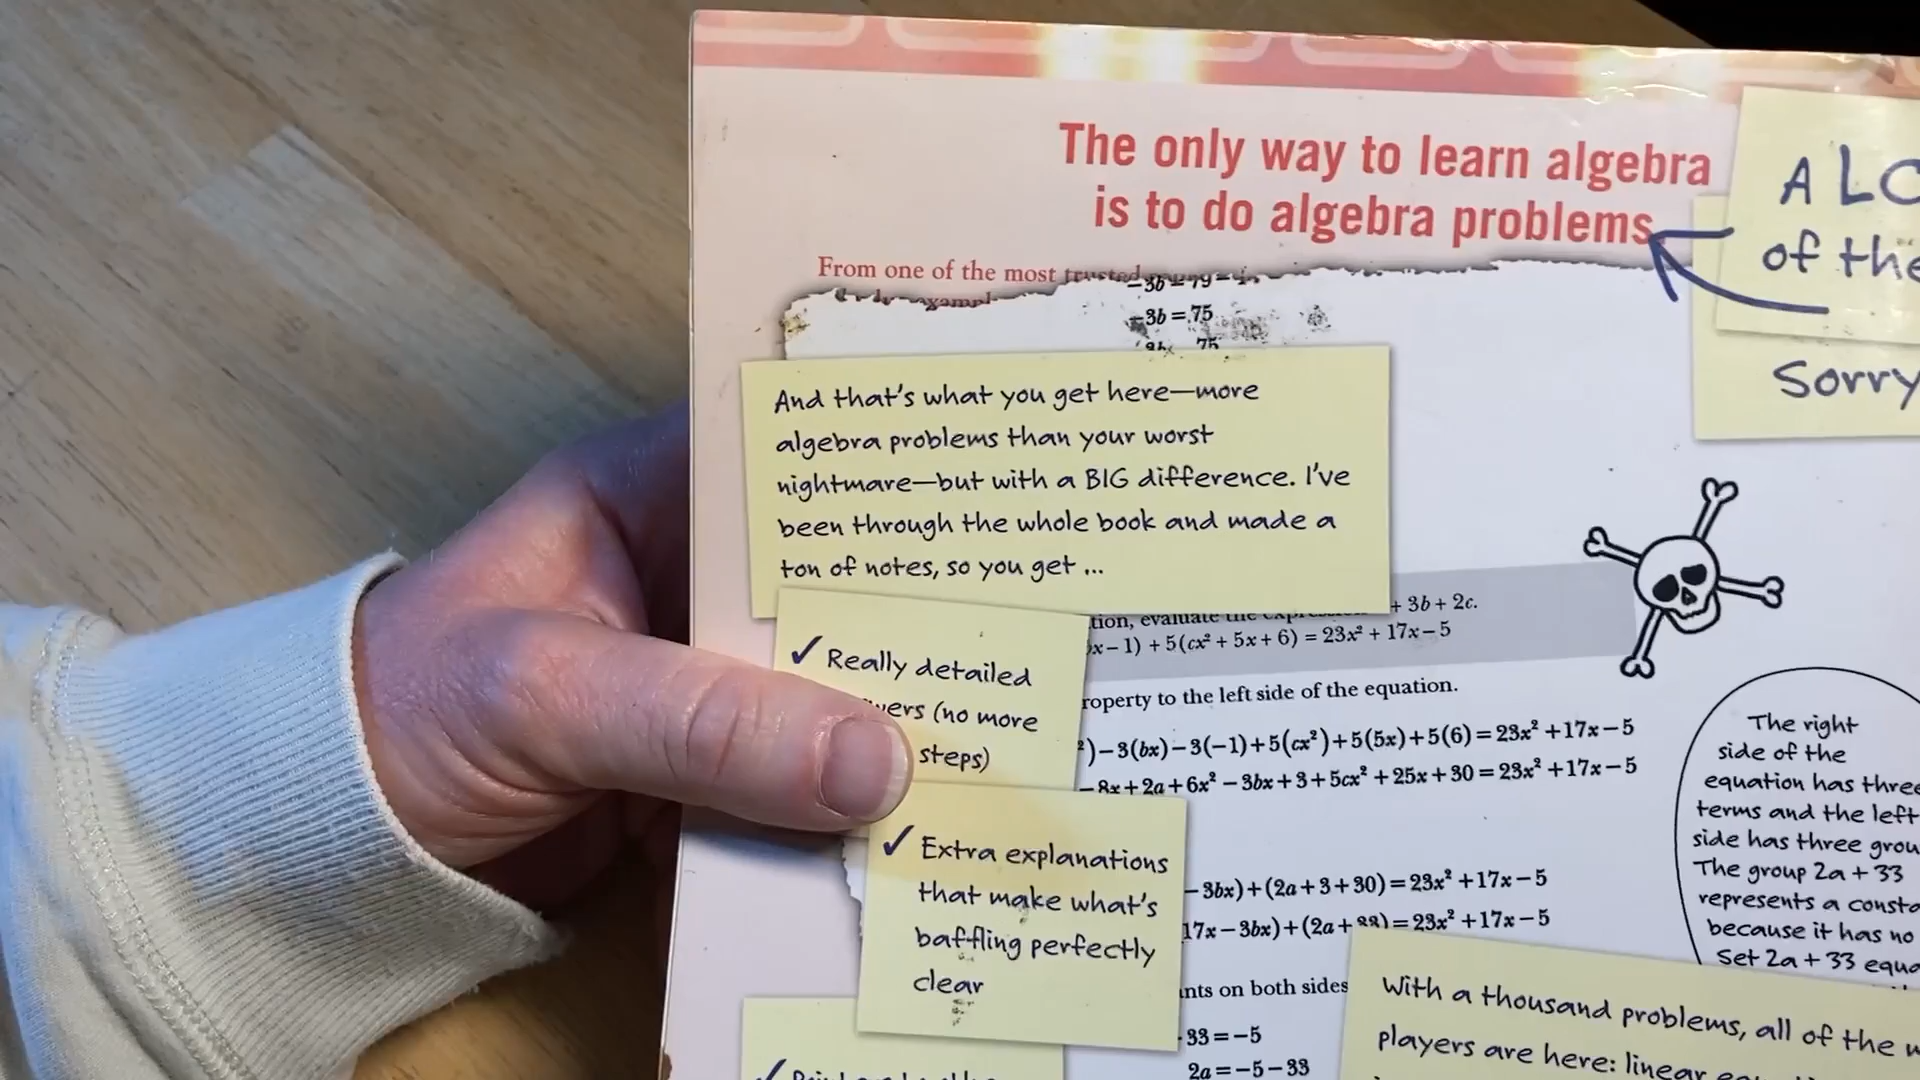 The only way to learn algebra
is to do algebra problems
A
of
Sorry
From one of the most trusted
-3b = 75
75
And that's what you get here—more
algebra problems than your worst
nightmare—but with a BIG difference. I've
been through the whole book and made a
ton of notes, so you get ...
✓ Really detailed
(no more
steps)
✓ Extra explanations
that make what's
baffling perfectly
clear
evaluate the + 3b + 2c.
x – 1) + 5(cx² + 5x + 6) = 23x² + 17x – 5
to the left side of the equation.
) – 3(bx) – 3(–1) + 5(cx²) + 5(5x) + 5(6) = 23x² + 17x – 5
– 8x + 2a + 6x² – 3bx + 3 + 5cx² + 25x + 30 = 23x² + 17x – 5
– 3bx) + (2a + 3 + 30) = 23x² + 17x – 5
17x – 3bx) + (2a + 33) = 23x² + 17x – 5
on both sides
33 = –5
2a = –5 – 33
The right
side of the
equation has three
terms and the left
side has three
The group 2a + 33
represents a
because it has no
Set 2a + 33
With a thousand problems, all of the
players are here: linear